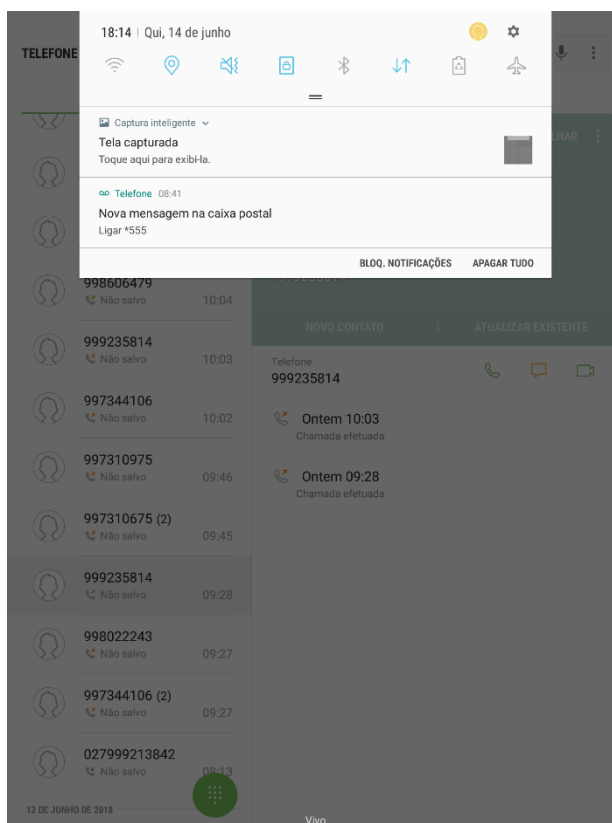 18:14 | Qui, 14 de junho
TELEFONE
Captura inteligente
Tela capturada
Toque aqui para exibi-la.
Telefone 08:41
Nova mensagem na caixa postal
Ligar *555
BLOQ. NOTIFICAÇÕES APAGAR TUDO
LHAR
998606479
Não salvo 10:04
999235814
Não salvo 10:03
997344106
Não salvo 10:02
997310975
Não salvo 09:46
997310675 (2)
Não salvo 09:45
999235814
Não salvo 09:28
998022243
Não salvo 09:27
997344106 (2)
Não salvo 09:27
027999213842
Não salvo 08:13
12 DE JUNHO DE 2018
NOVO CONTATO | ATUALIZAR EXISTENTE
Telefone
999235814
Ontem 10:03
Chamada efetuada
Ontem 09:28
Chamada efetuada
Vivo